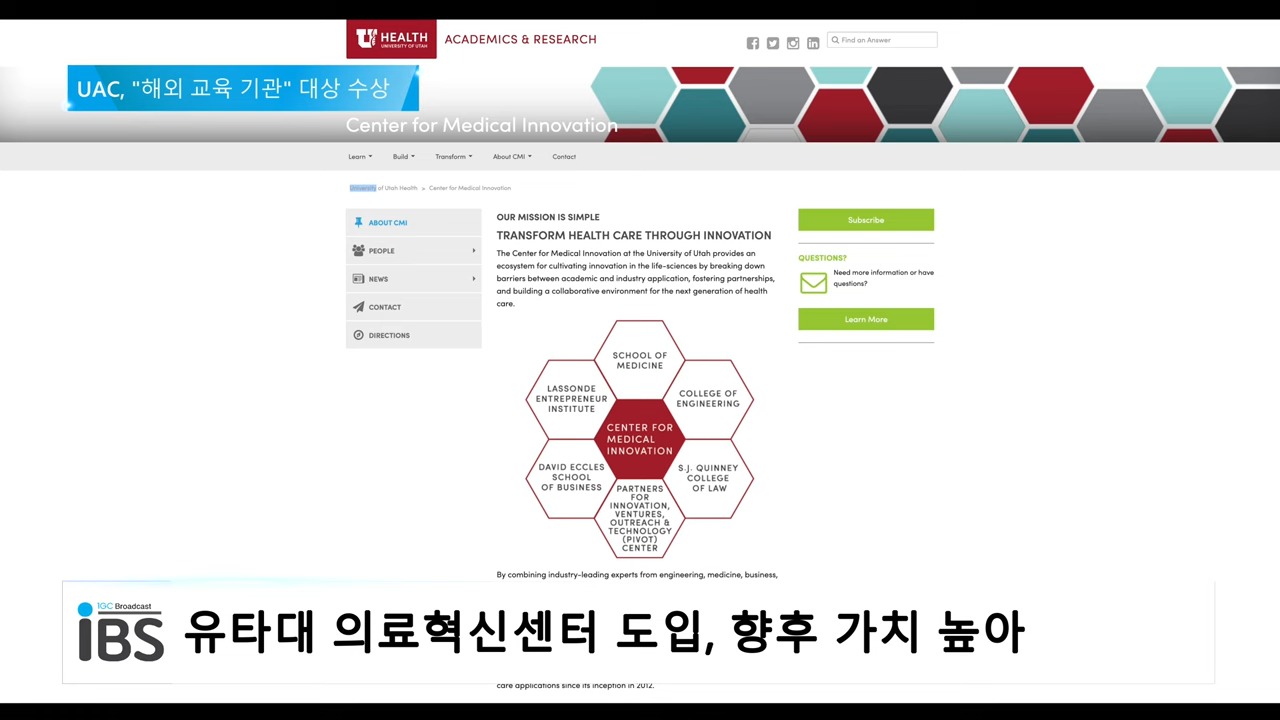 HEALTH
UNIVERSITY OF UTAH
ACADEMICS & RESEARCH
Find an Answer
UAC, "해외 교육 기관" 대상 수상
Center for Medical Innovation
Learn
Build
Transform
About CMI
Contact
University of Utah Health > Center for Medical Innovation
ABOUT CMI
PEOPLE
NEWS
CONTACT
DIRECTIONS
OUR MISSION IS SIMPLE
TRANSFORM HEALTH CARE THROUGH INNOVATION
The Center for Medical Innovation at the University of Utah provides an
ecosystem for cultivating innovation in the life-sciences by breaking down
barriers between academic and industry application, fostering partnerships,
and building a collaborative environment for the next generation of health
care.
SCHOOL OF
MEDICINE
LASSONDE
ENTREPRENEUR
INSTITUTE
COLLEGE OF
ENGINEERING
CENTER FOR
MEDICAL
INNOVATION
DAVID ECCLES
SCHOOL
OF BUSINESS
S.J. QUINNEY
COLLEGE
OF LAW
PARTNERS
FOR
INNOVATION,
VENTURES,
OUTREACH &
TECHNOLOGY
(PIVOT)
CENTER
Subscribe
QUESTIONS?
Need more information or have
questions?
Learn More
By combining industry-leading experts from engineering, medicine, business,
IGC Broadcast
iBS
유타대 의료혁신센터 도입, 향후 가치 높아
care applications since its inception in 2012.